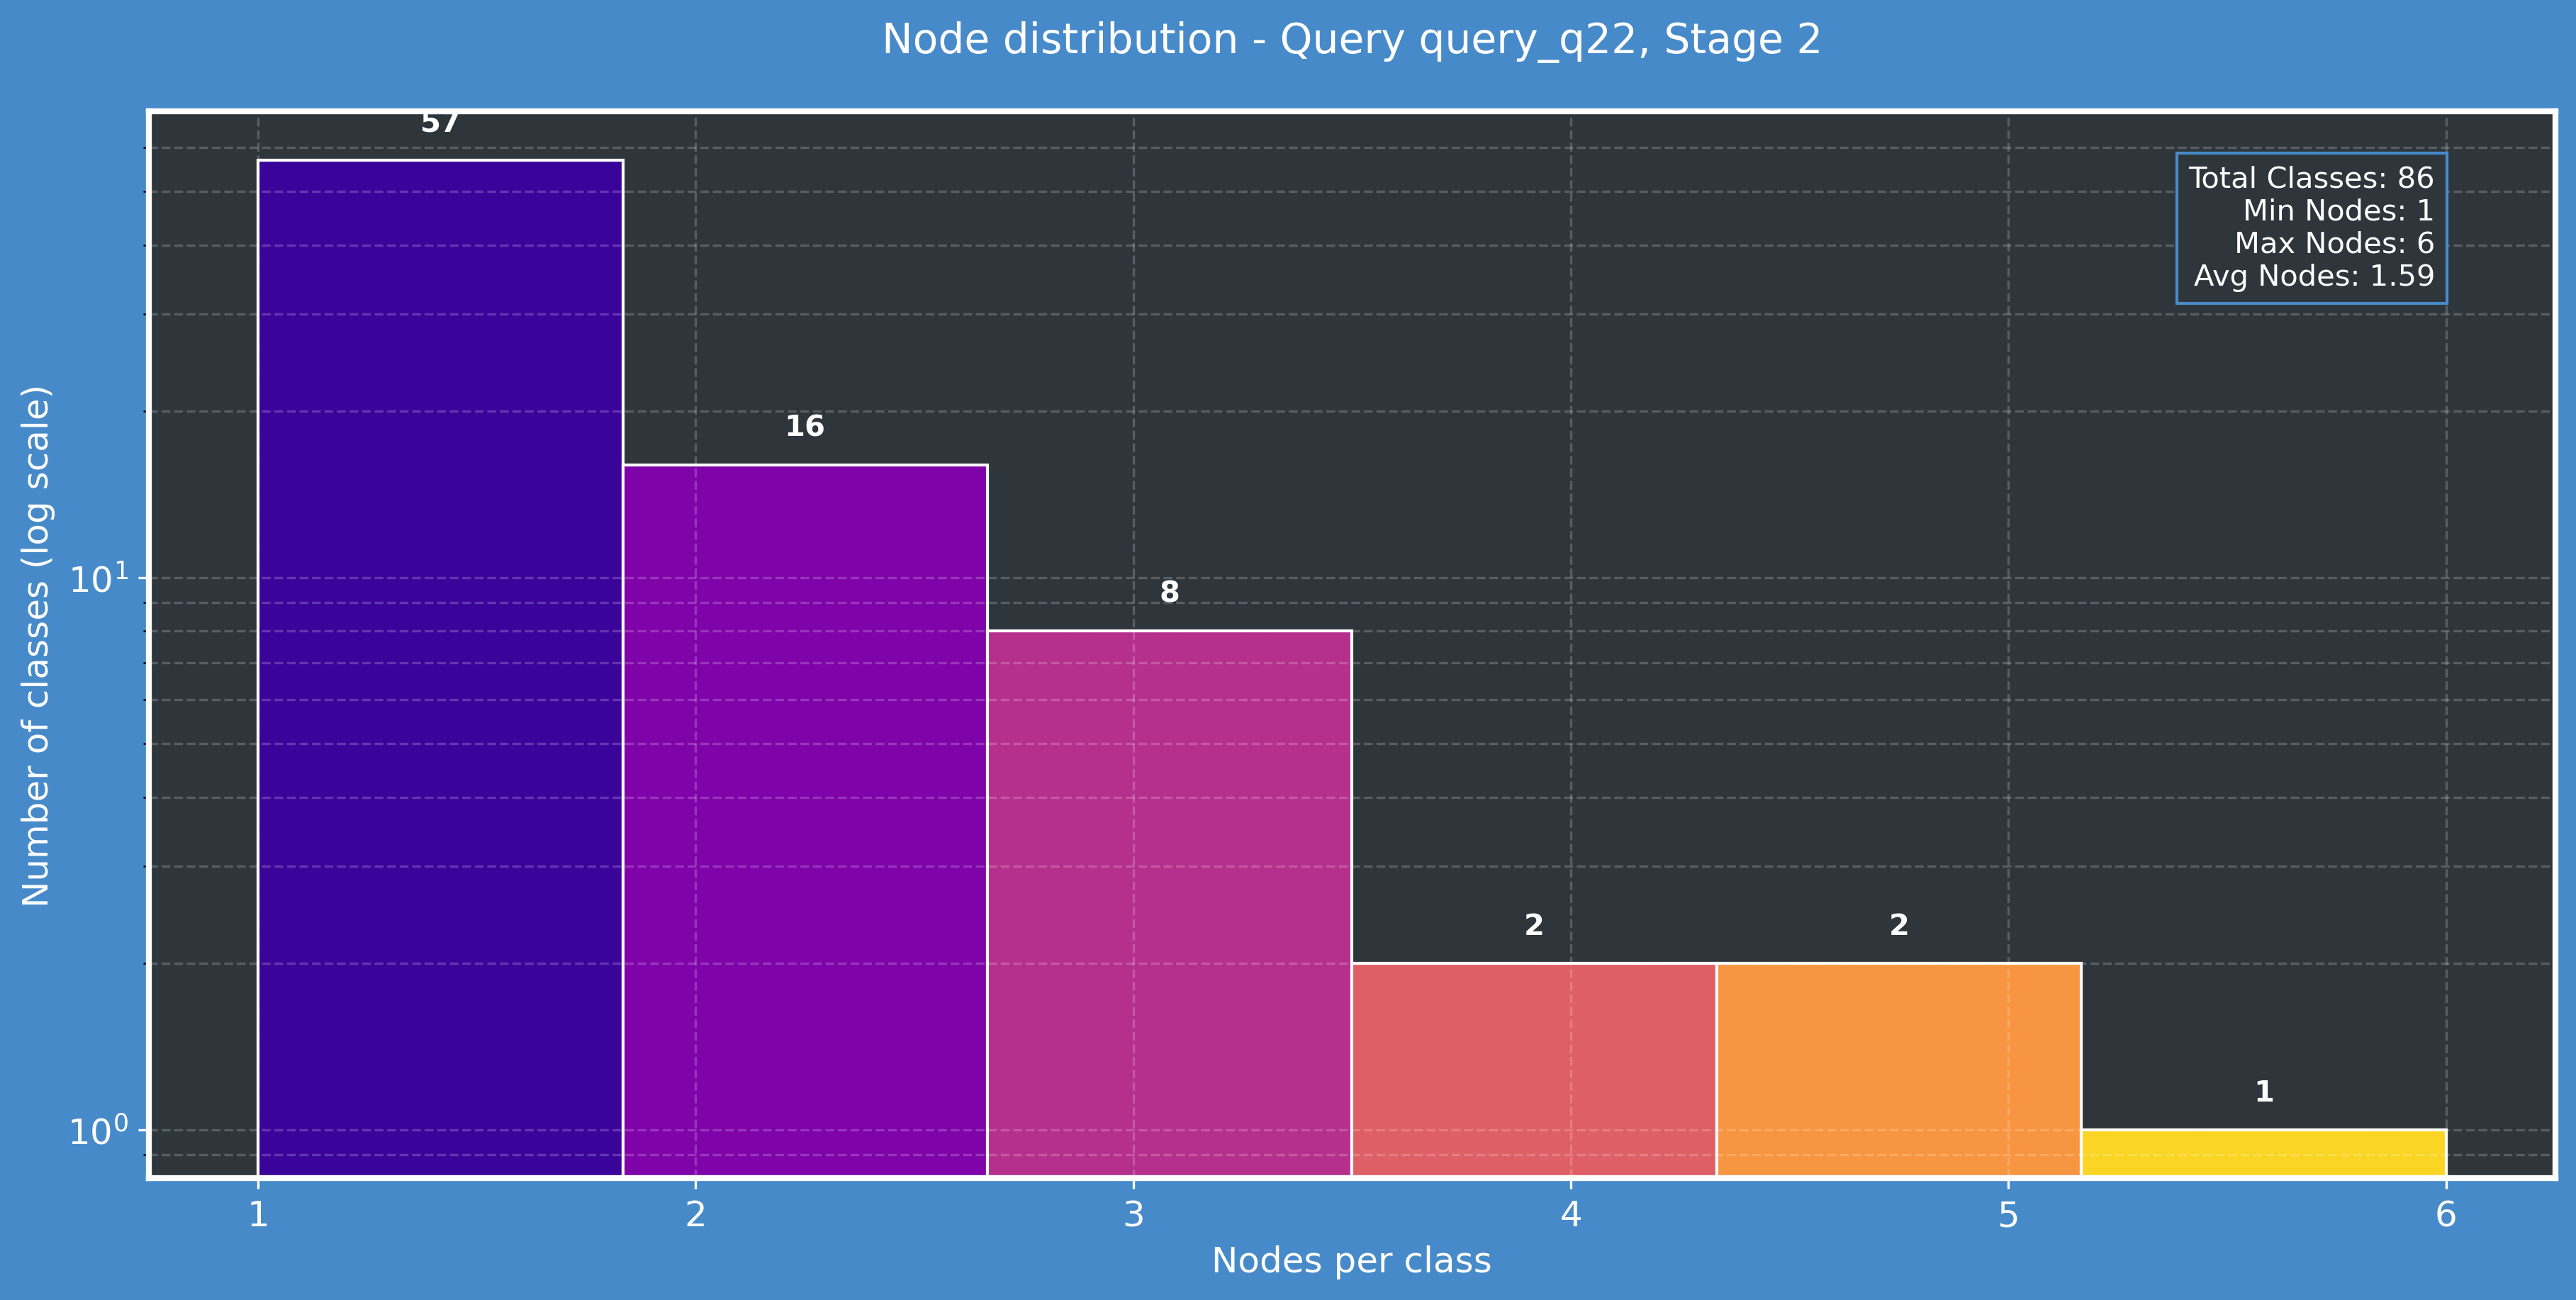 Node distribution - Query query_q22, Stage 2
57
Total Classes: 86
Min Nodes: 1
Max Nodes: 6
Avg Nodes: 1.59
16
8
2
2
1
10¹
10⁰
Number of classes (log scale)
1 2 3 4 5 6
Nodes per class